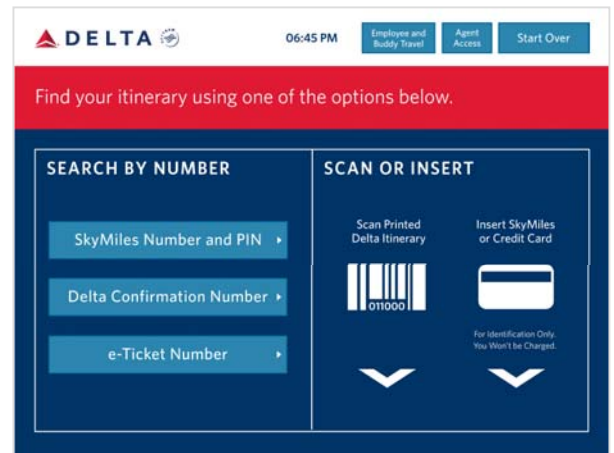 DELTA
06:45 PM
Employee and
Buddy Travel
Agent
Access
Start Over
Find your itinerary using one of the options below.
SEARCH BY NUMBER
SkyMiles Number and PIN
Delta Confirmation Number
e-Ticket Number
SCAN OR INSERT
Scan Printed
Delta Itinerary
011000
Insert SkyMiles
or Credit Card
For Identification Only.
You Won't be Charged.